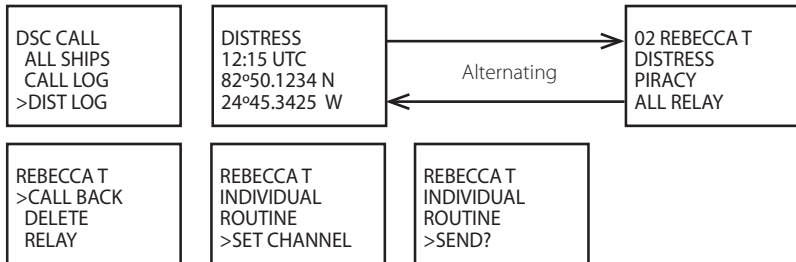 DSC CALL
ALL SHIPS
CALL LOG
>DIST LOG
DISTRESS
12:15 UTC
82º50.1234 N
24º45.3425 W
Alternating
02 REBECCA T
DISTRESS
PIRACY
ALL RELAY
REBECCA T
>CALL BACK
DELETE
RELAY
REBECCA T
INDIVIDUAL
ROUTINE
>SET CHANNEL
REBECCA T
INDIVIDUAL
ROUTINE
>SEND?